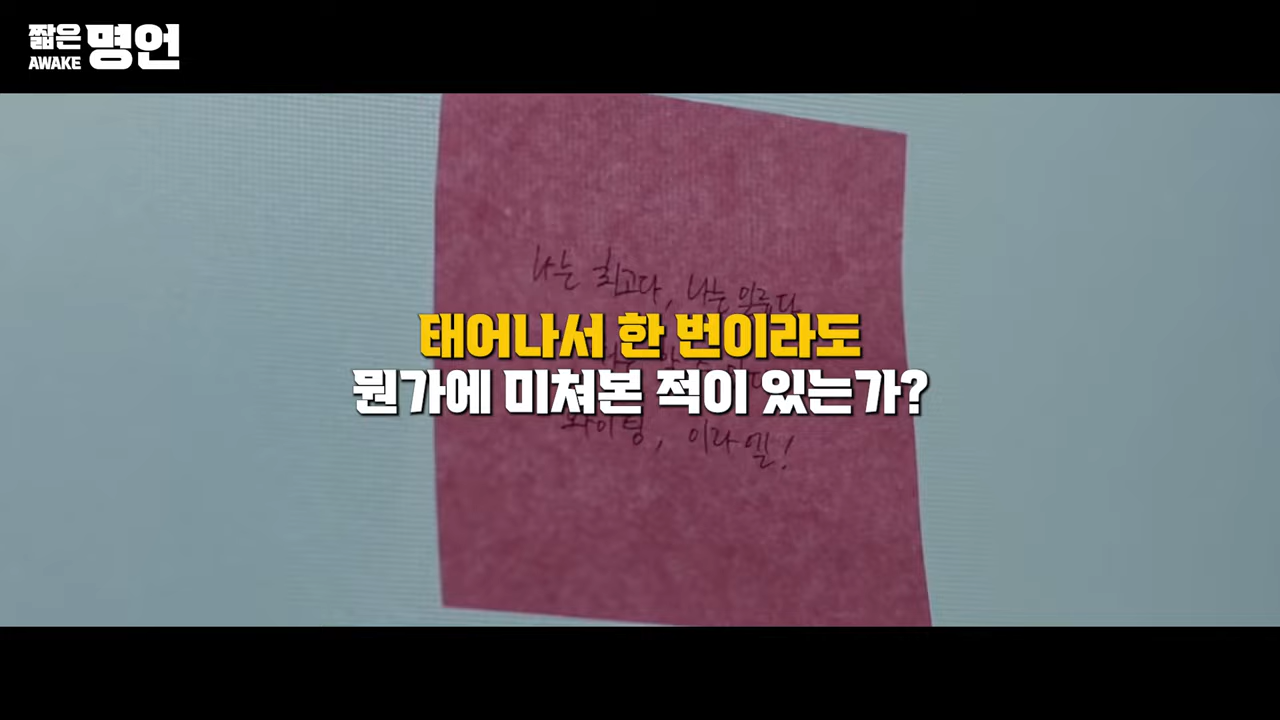 짧은 명언
AWAKE
나는 최고다, 나는 일류다
태어나서 한 번이라도
뭔가에 미쳐본 적이 있는가?
화이팅, 이라엘!